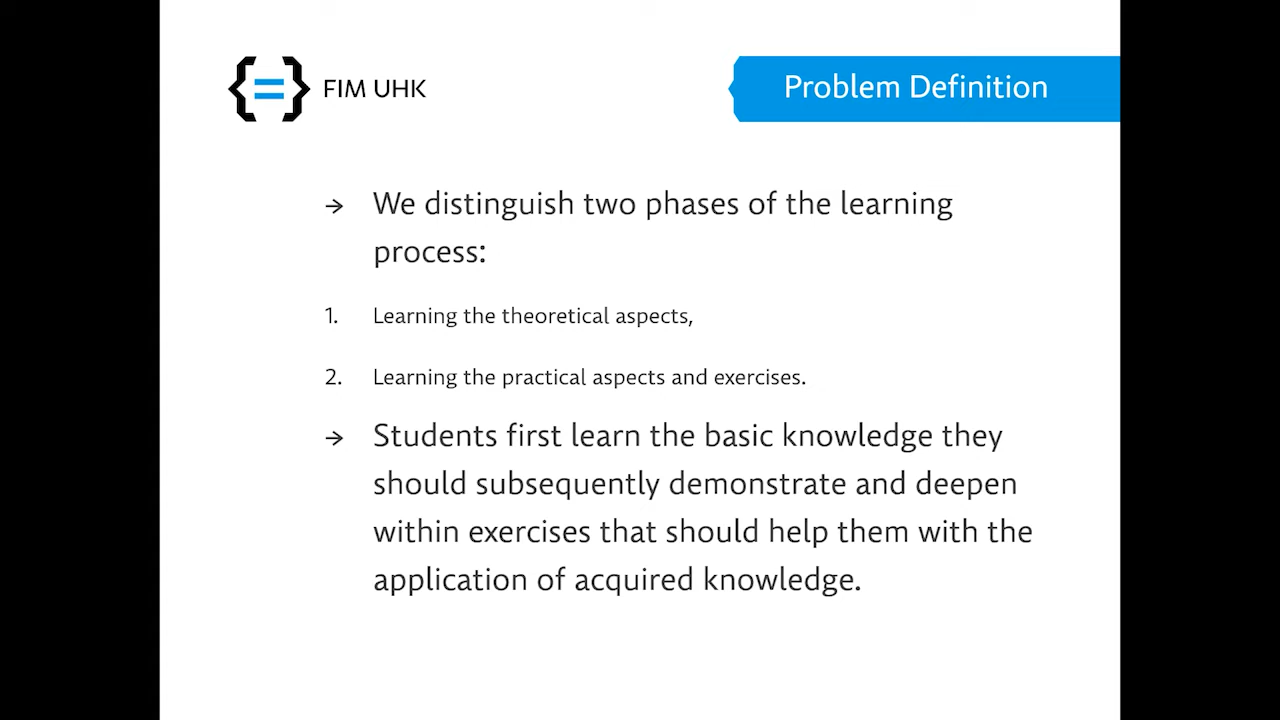 {=} FIM UHK
Problem Definition
→ We distinguish two phases of the learning
process:
1. Learning the theoretical aspects,
2. Learning the practical aspects and exercises.
→ Students first learn the basic knowledge they
should subsequently demonstrate and deepen
within exercises that should help them with the
application of acquired knowledge.